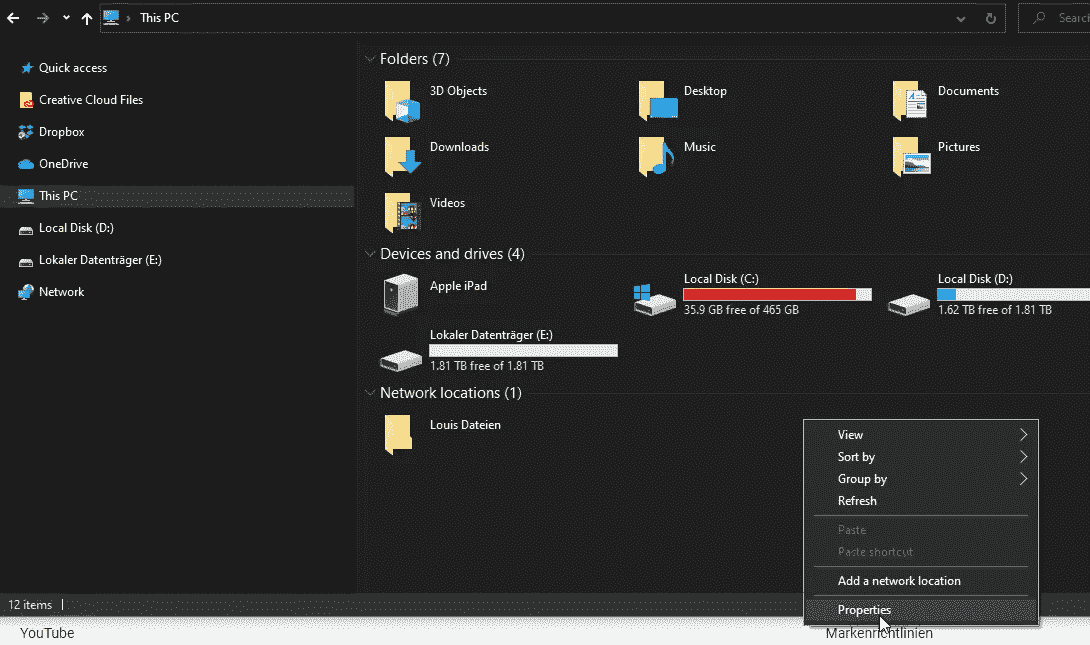 This PC
Search
Quick access
Creative Cloud Files
Dropbox
OneDrive
This PC
Local Disk (D:)
Lokaler Datenträger (E:)
Network
Folders (7)
3D Objects
Desktop
Documents
Downloads
Music
Pictures
Videos
Devices and drives (4)
Apple iPad
Local Disk (C:)
35.9 GB free of 465 GB
Local Disk (D:)
1.62 TB free of 1.81 TB
Lokaler Datenträger (E:)
1.81 TB free of 1.81 TB
Network locations (1)
Louis Dateien
View
Sort by
Group by
Refresh
Paste
Paste shortcut
Add a network location
Properties
12 items
YouTube
Markenrichtlinien